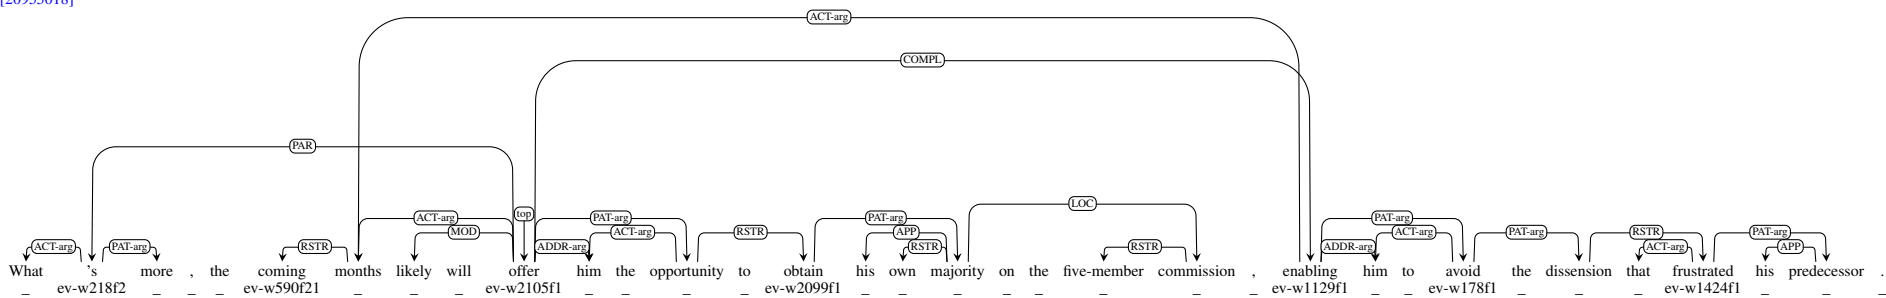 [20953018]
ACT-arg
COMPL
PAR
LOC
ACT-arg top PAT-arg PAT-arg PAT-arg
MOD ACT-arg RSTR APP ACT-arg PAT-arg RSTR PAT-arg
ACT-arg PAT-arg RSTR ADDR-arg RSTR RSTR ADDR-arg ACT-arg APP
What 's more , the coming months likely will offer him the opportunity to obtain his own majority on the five-member commission , enabling him to avoid the dissension that frustrated his predecessor .
ev-w218f2 ev-w590f21 ev-w2105f1 ev-w2099f1 ev-w1129f1 ev-w178f1 ev-w1424f1